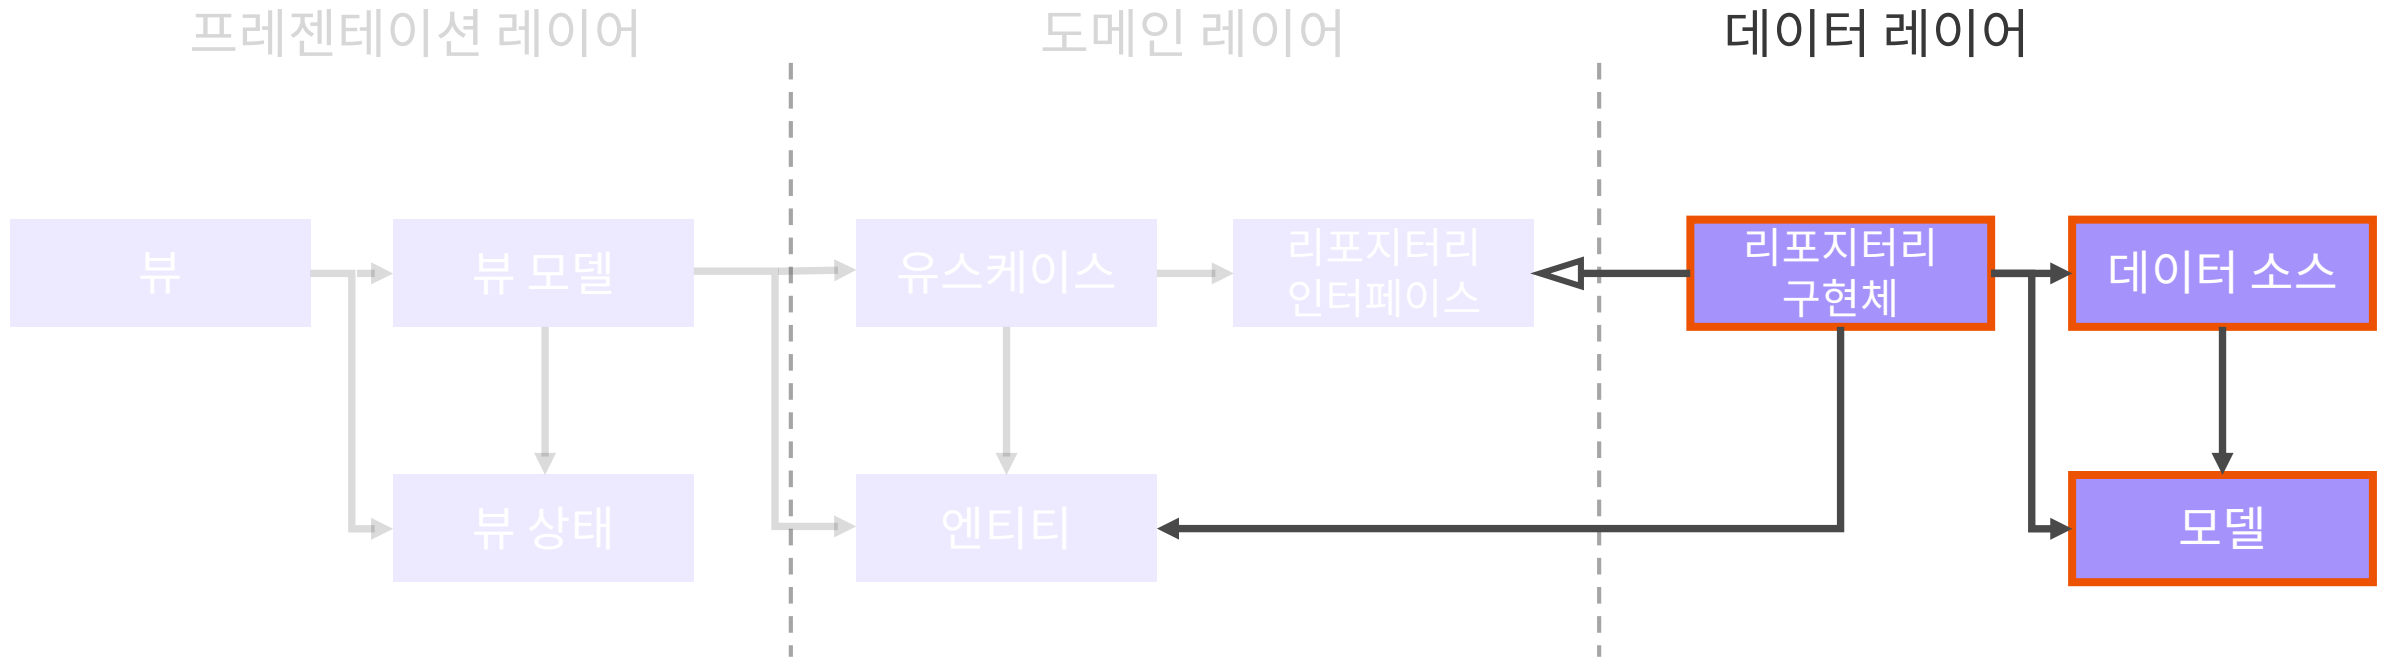 프레젠테이션 레이어
도메인 레이어
데이터 레이어
뷰
뷰 모델
유스케이스
리포지터리
인터페이스
리포지터리
구현체
데이터 소스
뷰 상태
엔티티
모델